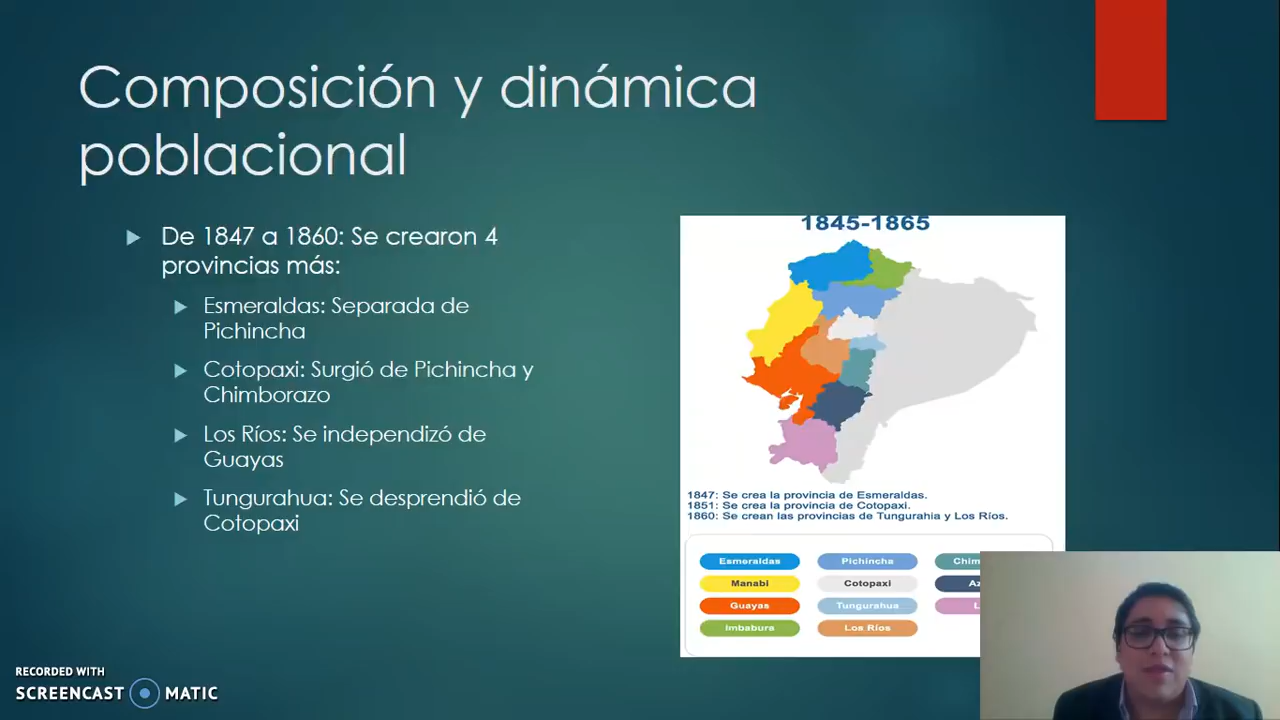 Composición y dinámica
poblacional
De 1847 a 1860: Se crearon 4
provincias más:
Esmeraldas: Separada de
Pichincha
Cotopaxi: Surgió de Pichincha y
Chimborazo
Los Ríos: Se independizó de
Guayas
Tungurahua: Se desprendió de
Cotopaxi
1845-1865
1847: Se crea la provincia de Esmeraldas.
1851: Se crea la provincia de Cotopaxi.
1860: Se crean las provincias de Tungurahia y Los Ríos.
Esmeraldas Pichincha
Manabi Cotopaxi
Guayas Tungurahua
Imbabura Los Ríos
RECORDED WITH
SCREENCAST MATIC